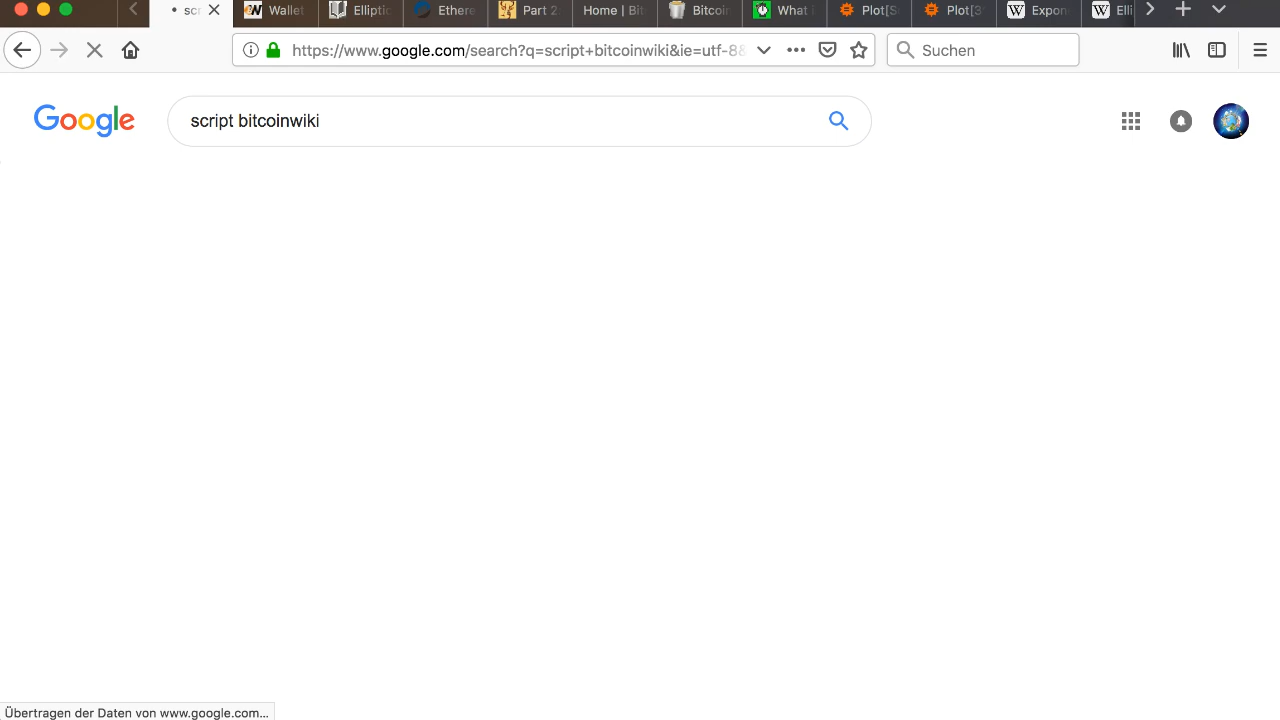 scr Wallet Elliptic Ethere Part 2 Home | Bit Bitcoin What i Plot[S Plot[3 Expon Elli
https://www.google.com/search?q=script+bitcoinwiki&ie=utf-8& Suchen
Google script bitcoinwiki
Übertragen der Daten von www.google.com…